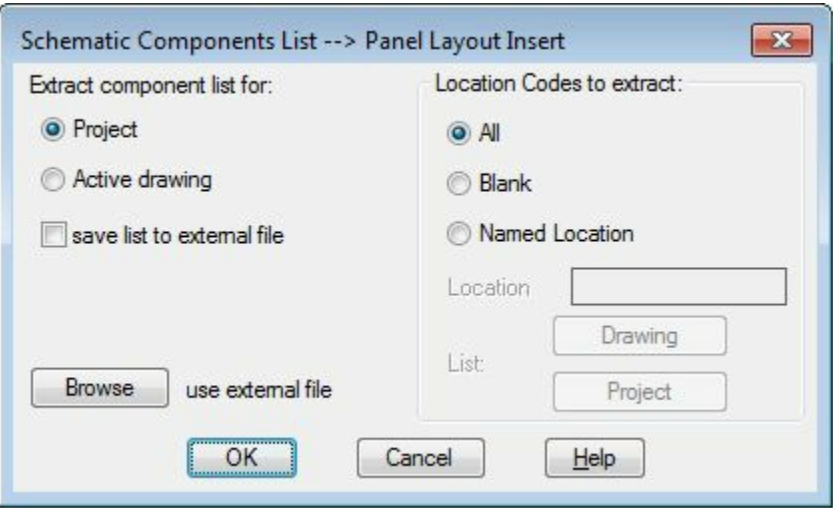 Schematic Components List --> Panel Layout Insert
Extract component list for:
Project
Active drawing
save list to external file
Browse use external file
Location Codes to extract:
All
Blank
Named Location
Location
List:
Drawing
Project
OK Cancel Help